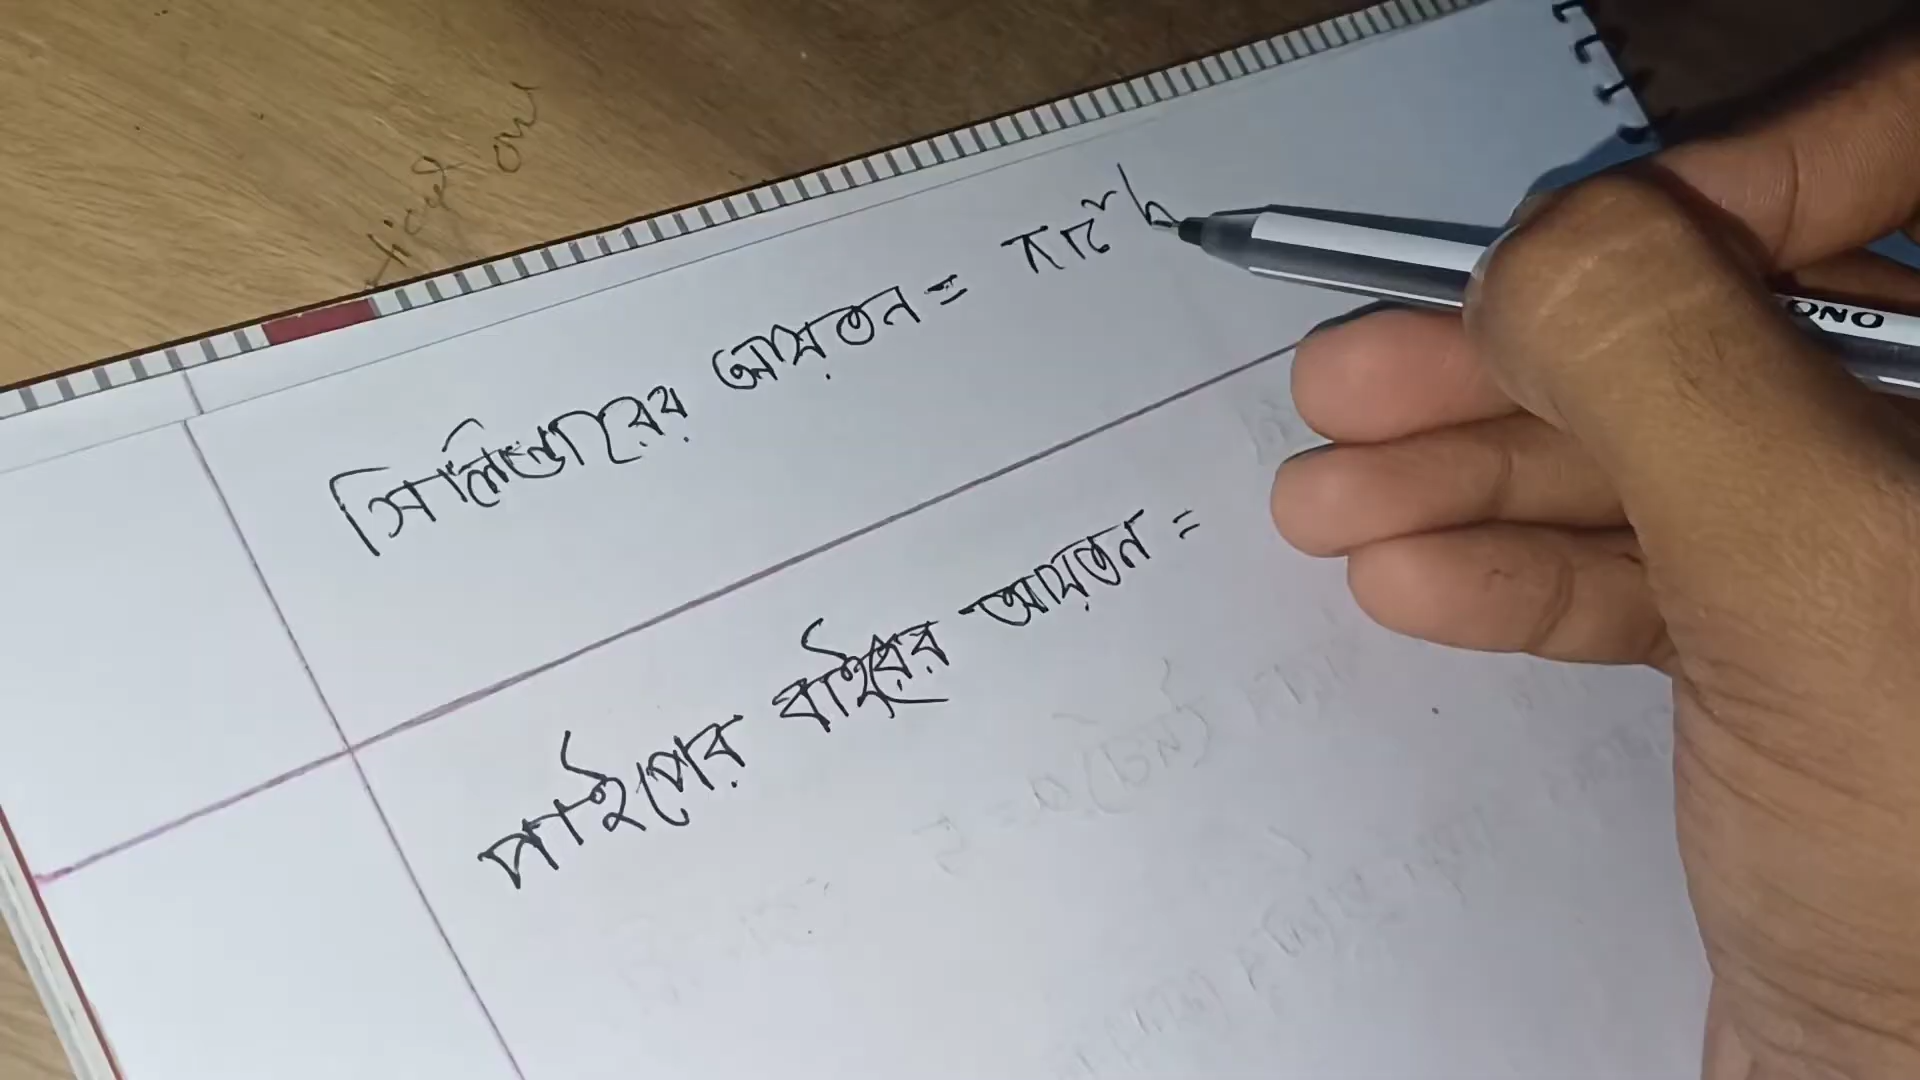 সিলিন্ডারের আয়তন = πr²h
পাইপের বাইরের আয়তন =